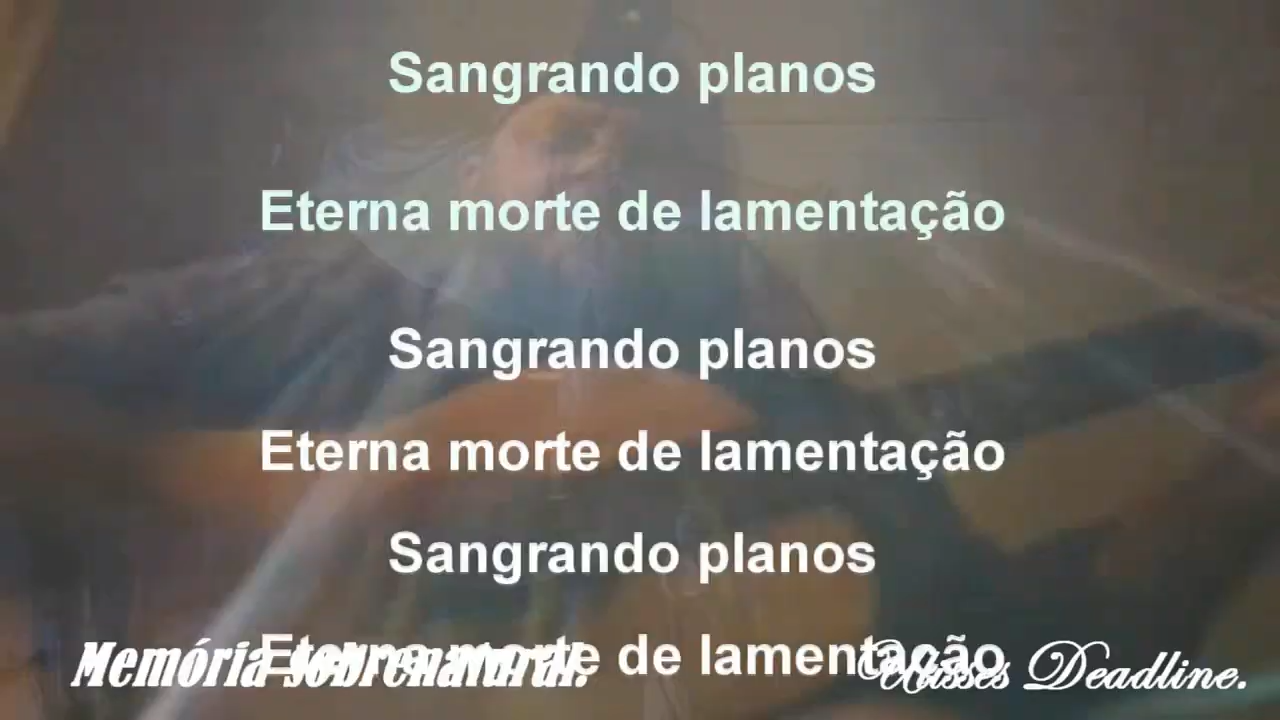 Sangrando planos
Eterna morte de lamentação
Sangrando planos
Eterna morte de lamentação
Sangrando planos
Eterna morte de lamentação
Memória sobrenatural.
Ulisses Deadline.